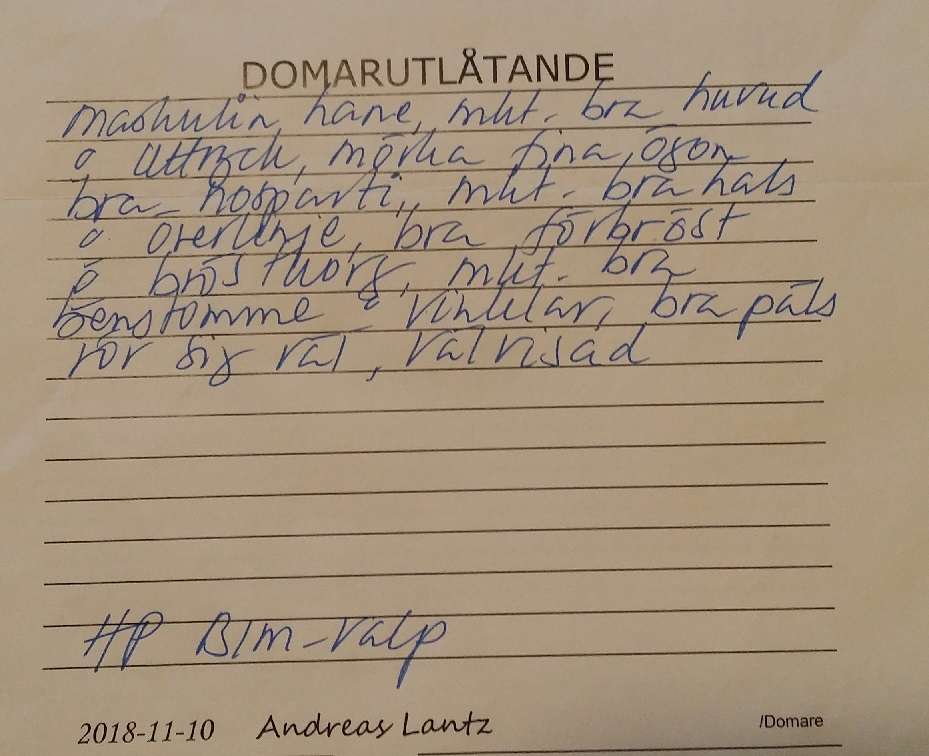 DOMARUTLÅTANDE
maskulin hane, mkt. bra huvud
o uttryck, mörka fina ögon
bra nosparti, mkt. bra hals
o överlinje, bra förbröst
o bröstkorg, mkt. bra
benstomme o vinklar, bra päls
rör sig väl, välvisad
HP BIM-valp
2018-11-10 Andreas Lantz /Domare